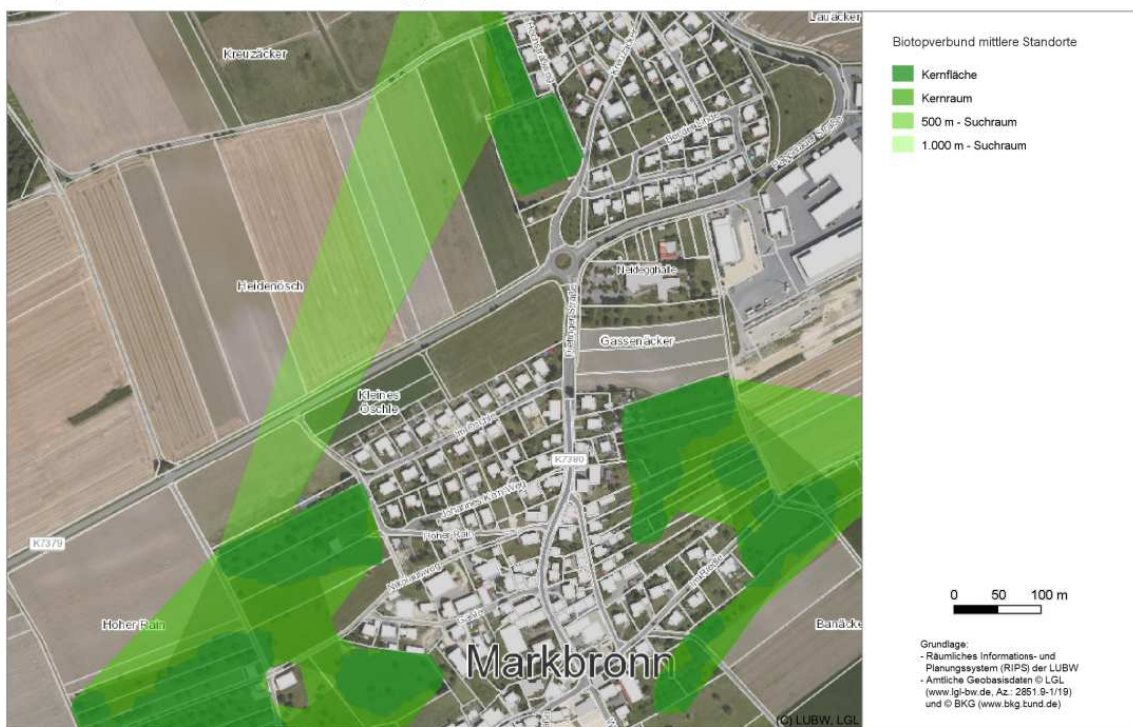 Lauäcker
Kreuzäcker
Biotopverbund mittlere Standorte
Kernfläche
Kernraum
500 m - Suchraum
1.000 m - Suchraum
Heidenösch
Neidegghalle
Gassenäcker
Kleines
Öschle
K7380
Hoher Rain
K7379
Hoher Rain
Markbronn
0 50 100 m
Grundlage:
- Räumliches Informations- und
Planungssystem (RIPS) der LUBW
- Amtliche Geobasisdaten © LGL
(www.lgl-bw.de, Az.: 2851.9-1/19)
und © BKG (www.bkg.bund.de)
(C) LUBW, LGL